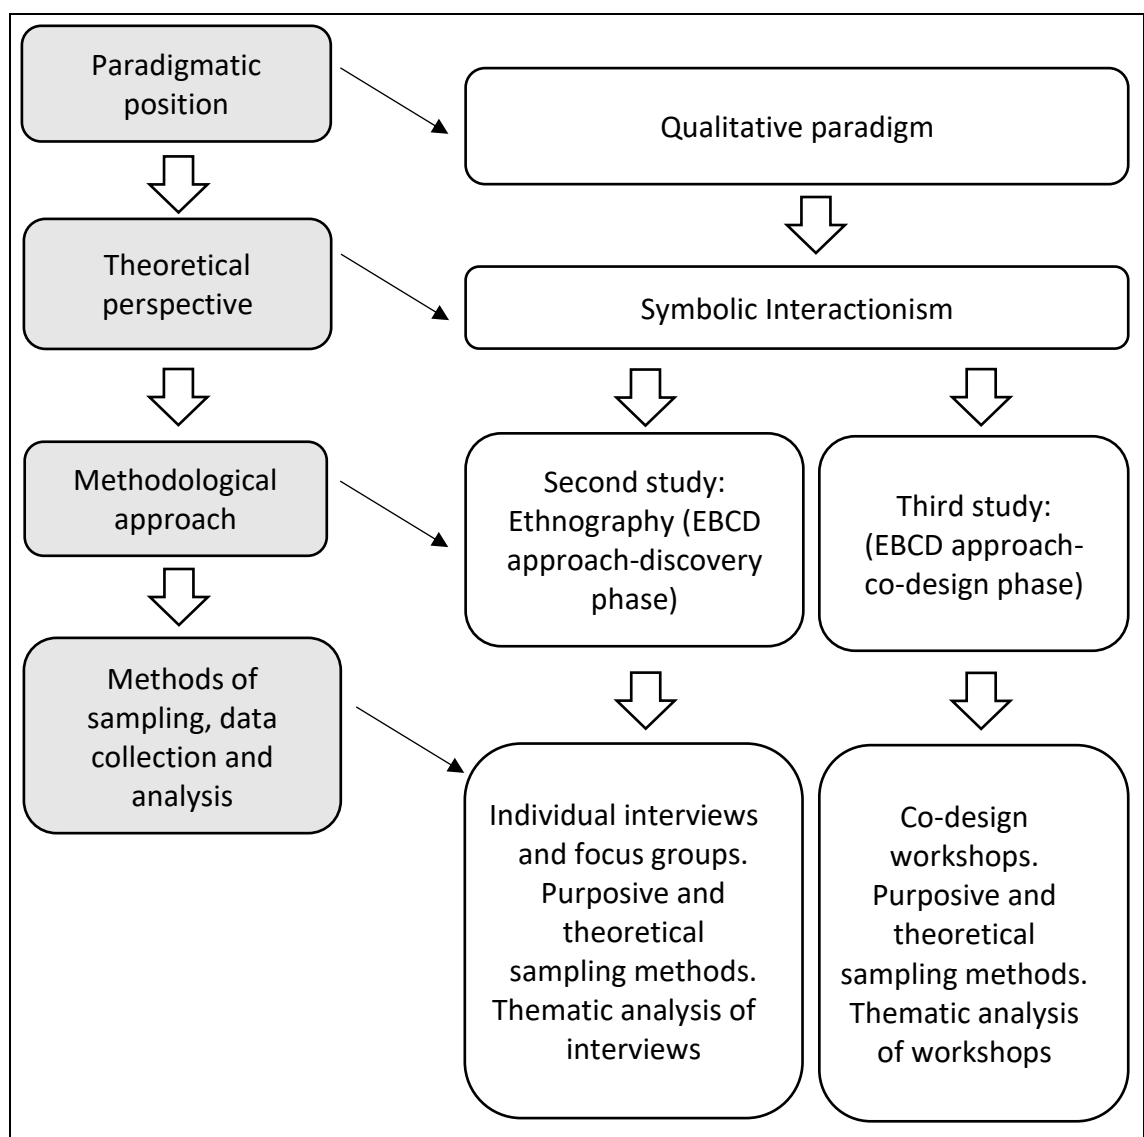 Paradigmatic
position
Qualitative paradigm
Theoretical
perspective
Symbolic Interactionism
Methodological
approach
Second study:
Ethnography (EBCD
approach-discovery
phase)
Third study:
(EBCD approach-
co-design phase)
Methods of
sampling, data
collection and
analysis
Individual interviews
and focus groups.
Purposive and
theoretical
sampling methods.
Thematic analysis of
interviews
Co-design
workshops.
Purposive and
theoretical
sampling methods.
Thematic analysis
of workshops